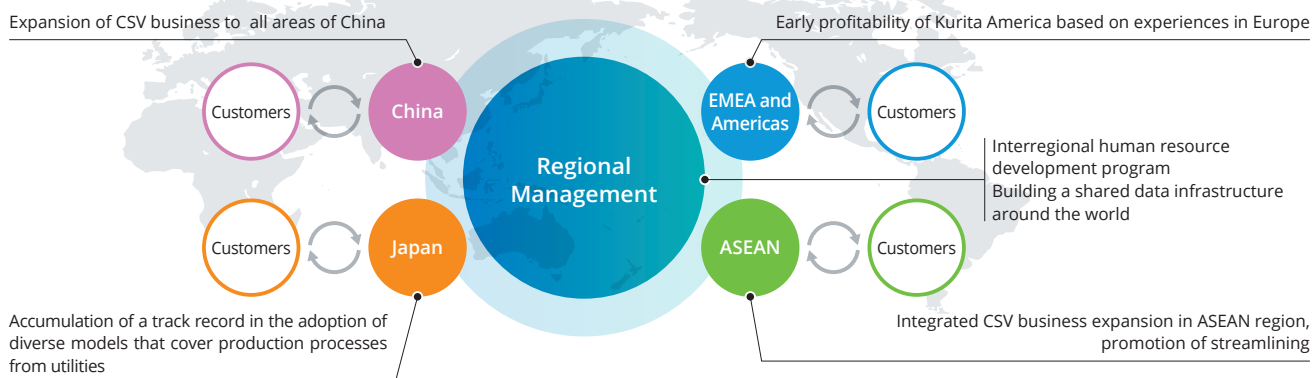 Expansion of CSV business to all areas of China
Early profitability of Kurita America based on experiences in Europe
Customers
China
EMEA and
Americas
Customers
Regional
Management
Interregional human resource
development program
Building a shared data infrastructure
around the world
Customers
Japan
ASEAN
Customers
Accumulation of a track record in the adoption of
diverse models that cover production processes
from utilities
Integrated CSV business expansion in ASEAN region,
promotion of streamlining